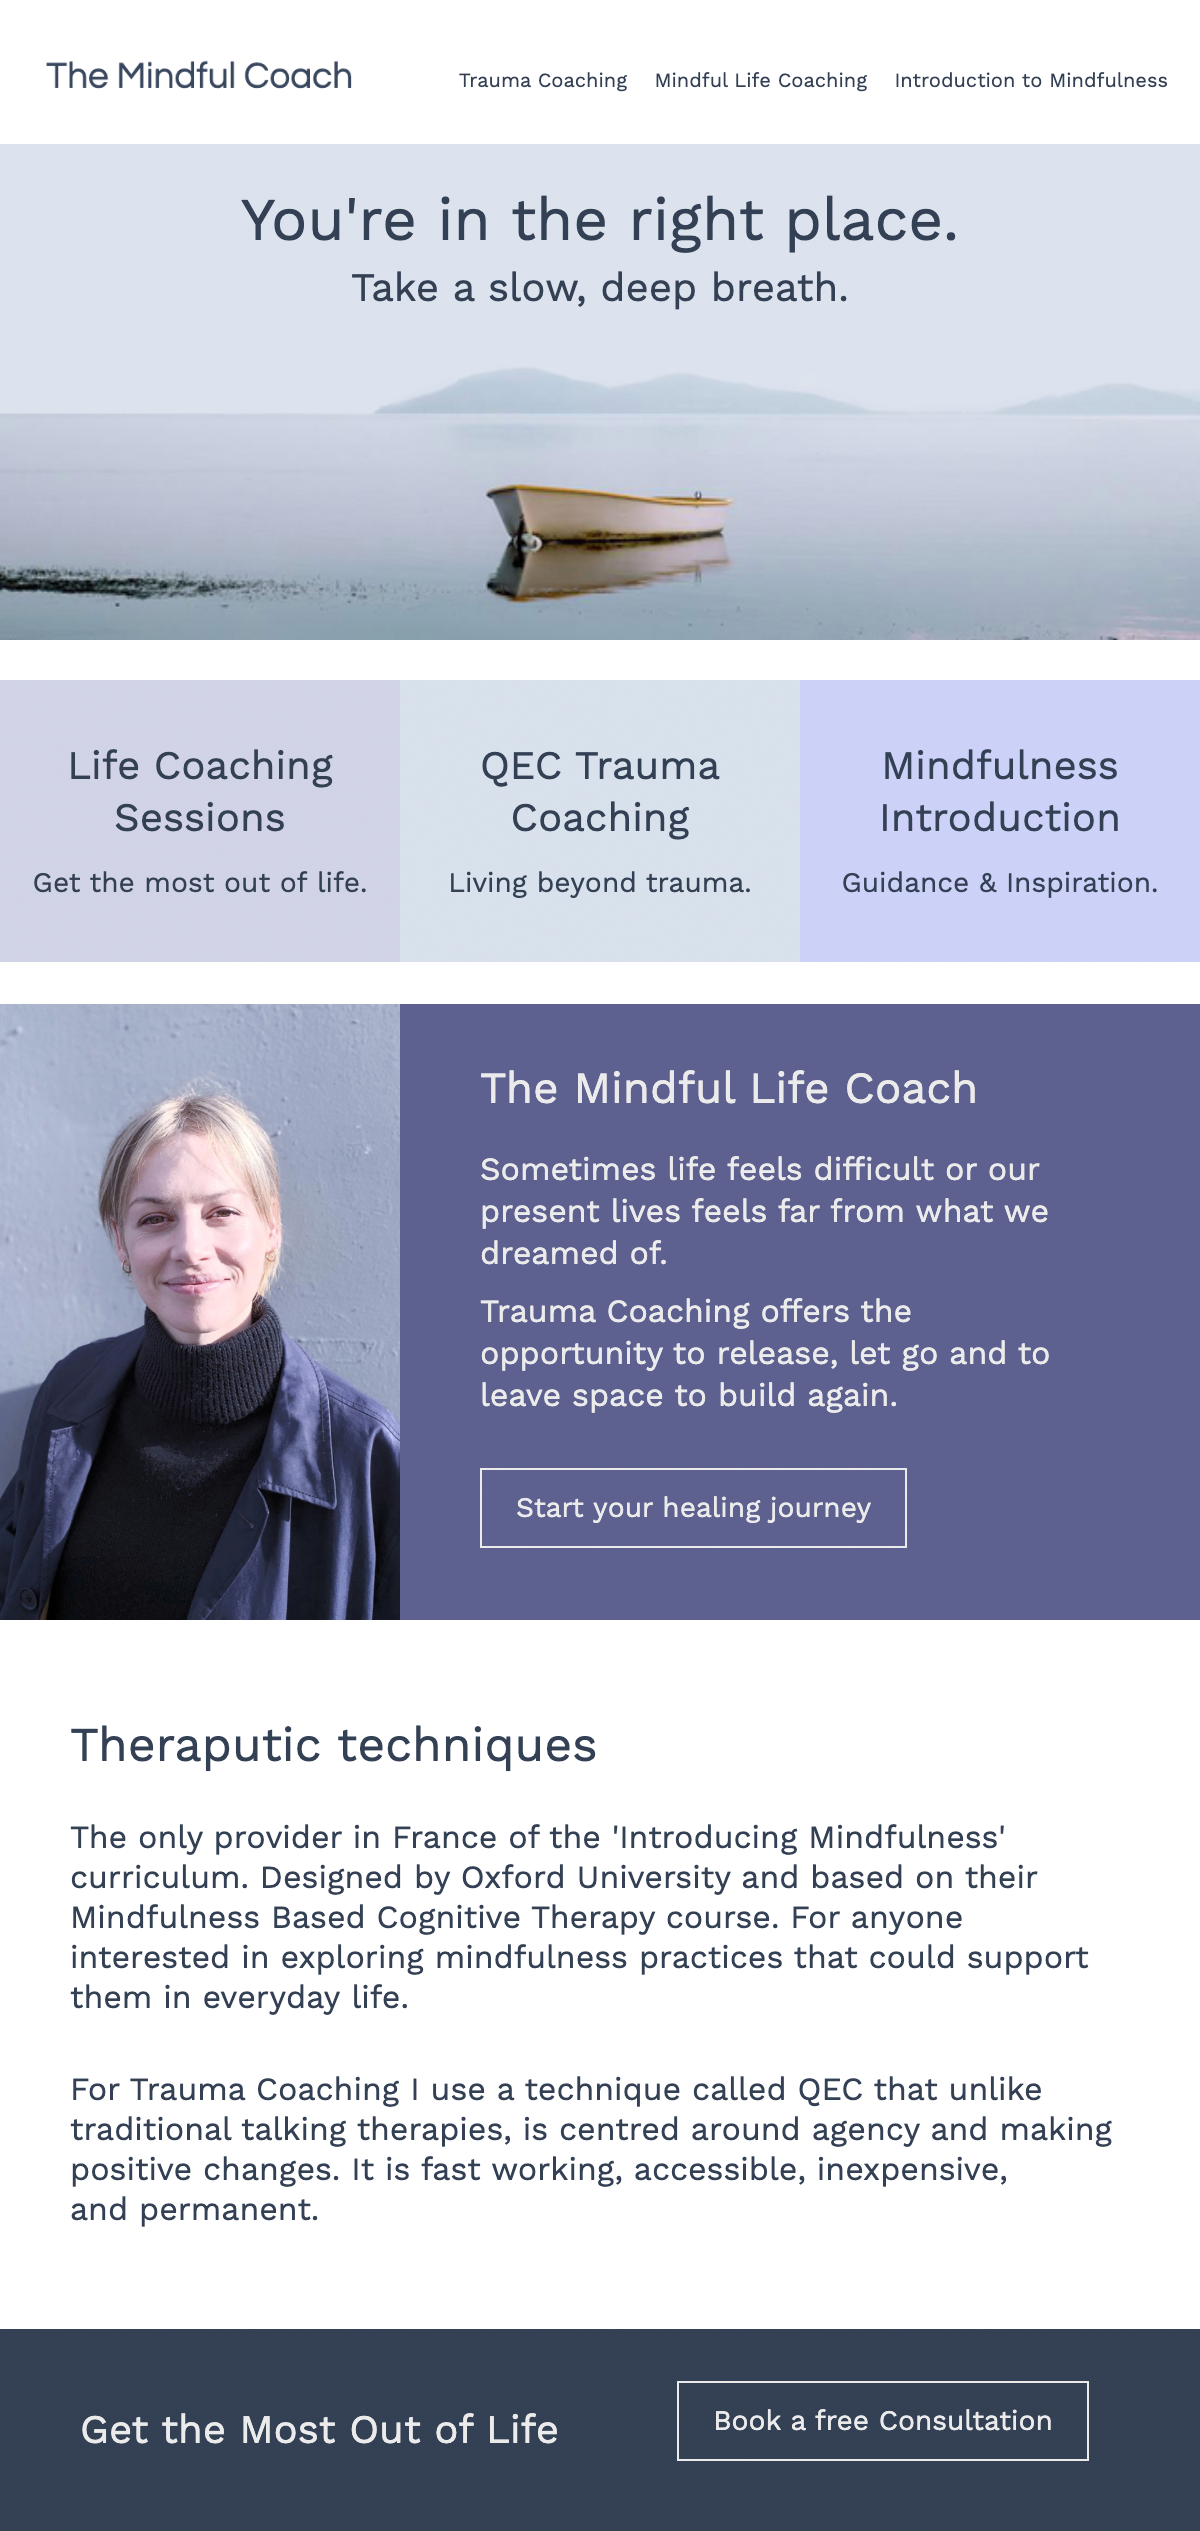 The Mindful Coach
Trauma Coaching Mindful Life Coaching Introduction to Mindfulness
You're in the right place.
Take a slow, deep breath.
Life Coaching
Sessions
Get the most out of life.
QEC Trauma
Coaching
Living beyond trauma.
Mindfulness
Introduction
Guidance & Inspiration.
The Mindful Life Coach
Sometimes life feels difficult or our
present lives feels far from what we
dreamed of.
Trauma Coaching offers the
opportunity to release, let go and to
leave space to build again.
Start your healing journey
Theraputic techniques
The only provider in France of the 'Introducing Mindfulness'
curriculum. Designed by Oxford University and based on their
Mindfulness Based Cognitive Therapy course. For anyone
interested in exploring mindfulness practices that could support
them in everyday life.
For Trauma Coaching I use a technique called QEC that unlike
traditional talking therapies, is centred around agency and making
positive changes. It is fast working, accessible, inexpensive,
and permanent.
Get the Most Out of Life
Book a free Consultation